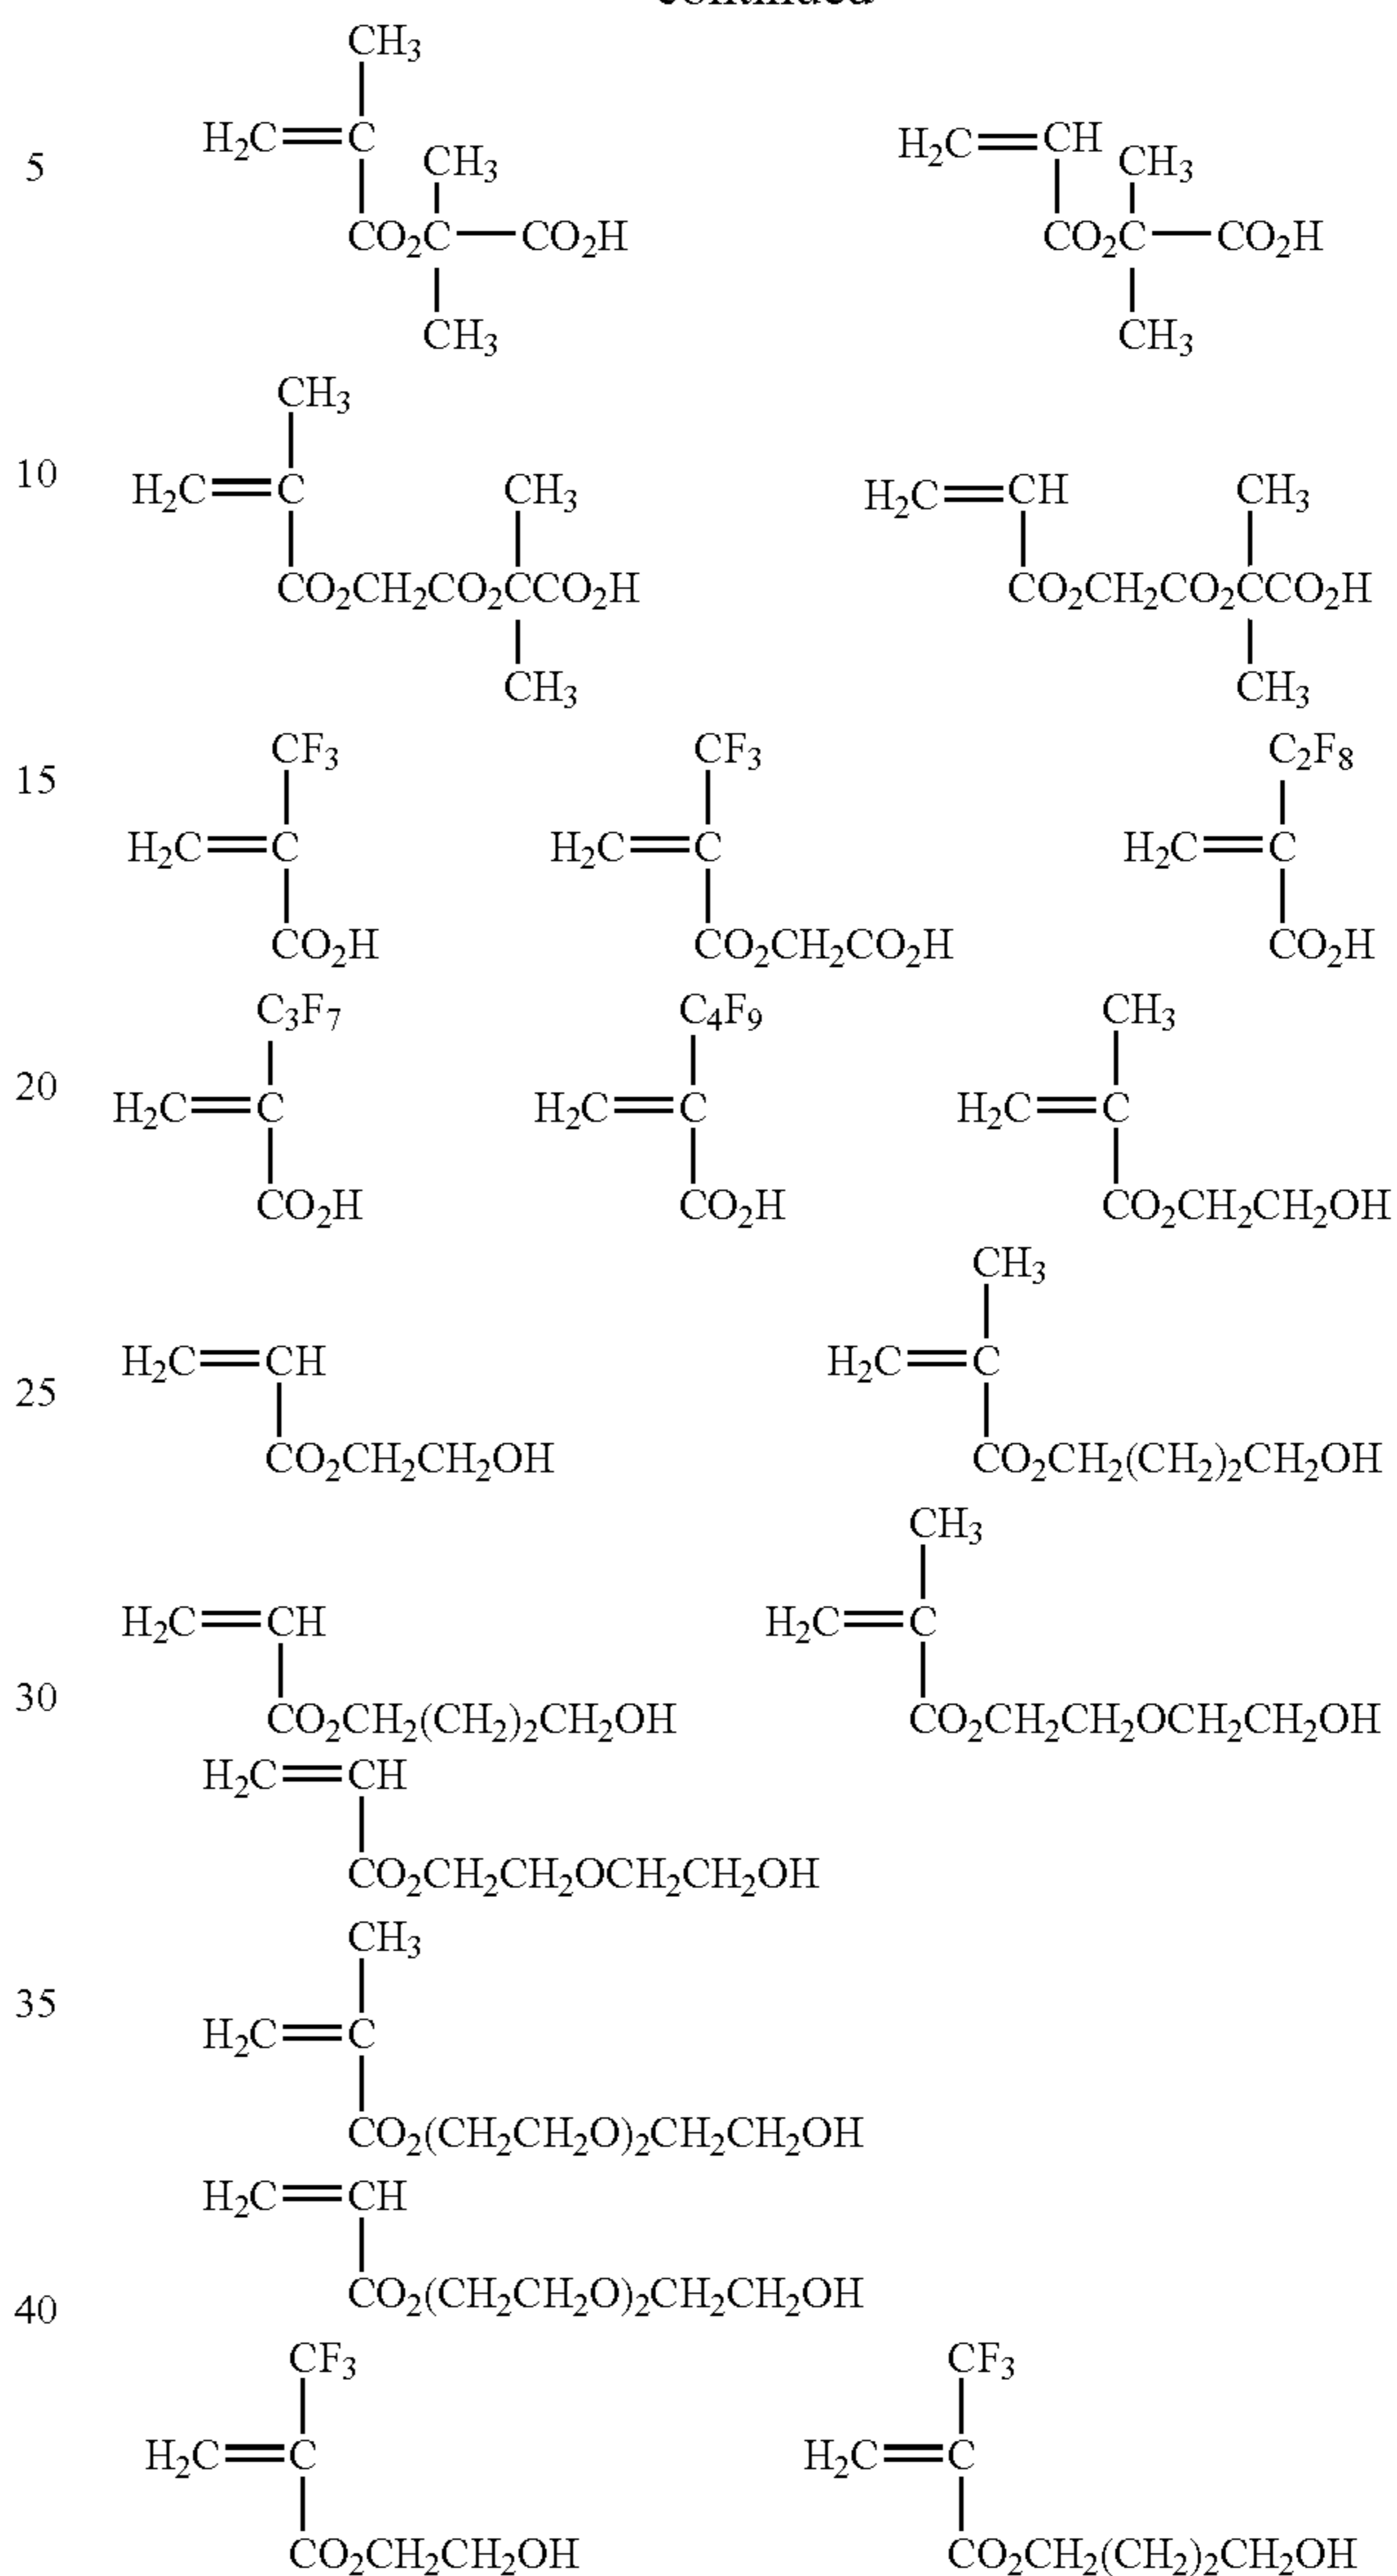 continued
CH3
H2C=C CH3 H2C=CH CH3
5
CO2C—CO2H CO2C—CO2H
CH3 CH3
CH3
10
H2C=C CH3 H2C=CH CH3
CO2CH2CO2CCO2H CO2CH2CO2CCO2H
CH3 CH3
CF3 CF3 C2F8
15
H2C=C H2C=C H2C=C
CO2H CO2CH2CO2H CO2H
C3F7 C4F9 CH3
20
H2C=C H2C=C H2C=C
CO2H CO2H CO2CH2CH2OH
CH3
H2C=CH H2C=C
25
CO2CH2CH2OH CO2CH2(CH2)2CH2OH
CH3
H2C=CH H2C=C
30
CO2CH2(CH2)2CH2OH CO2CH2CH2OCH2CH2OH
H2C=CH
CO2CH2CH2OCH2CH2OH
CH3
35
H2C=C
CO2(CH2CH2O)2CH2CH2OH
H2C=CH
CO2(CH2CH2O)2CH2CH2OH
40
CF3 CF3
H2C=C H2C=C
CO2CH2CH2OH CO2CH2(CH2)2CH2OH